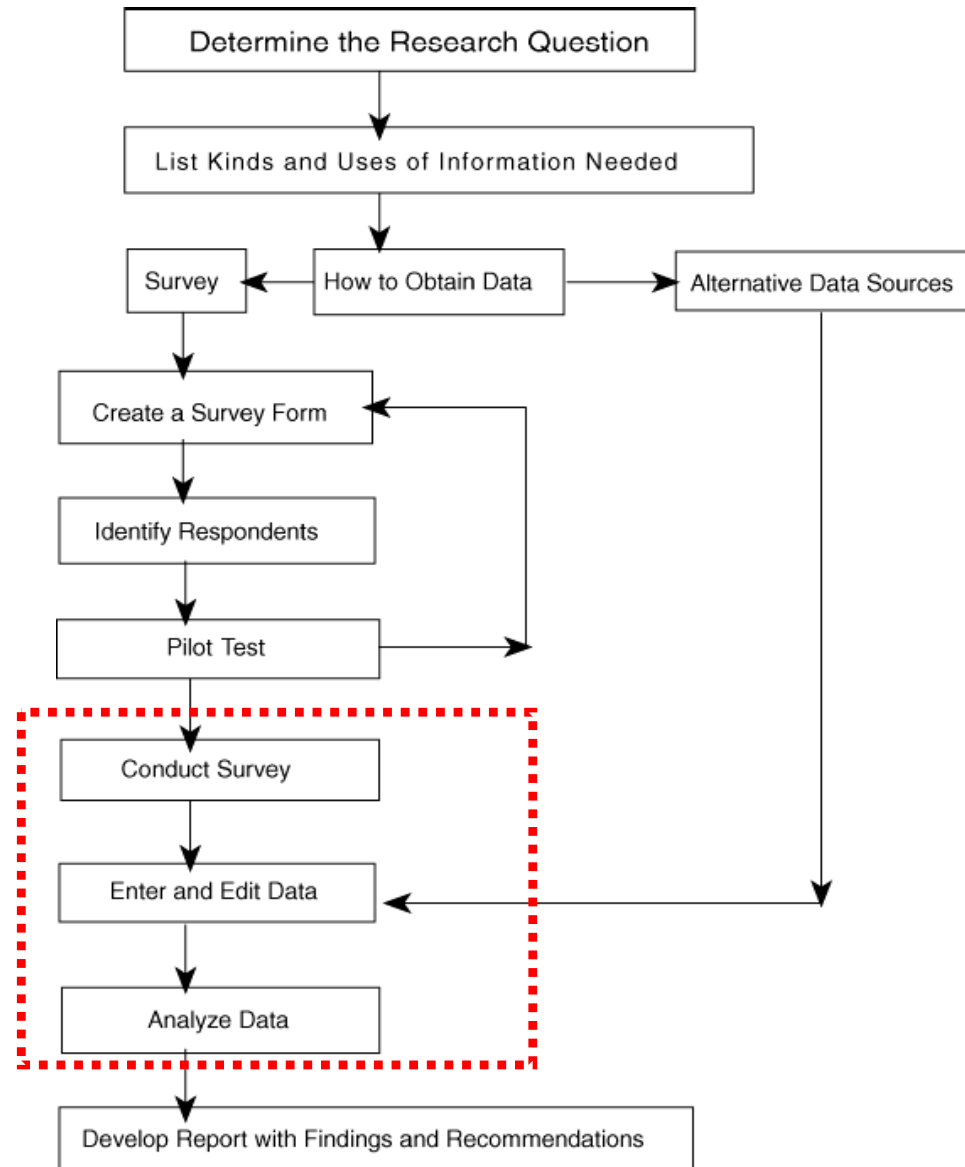 Determine the Research Question
List Kinds and Uses of Information Needed
Survey
How to Obtain Data
Alternative Data Sources
Create a Survey Form
Identify Respondents
Pilot Test
Conduct Survey
Enter and Edit Data
Analyze Data
Develop Report with Findings and Recommendations